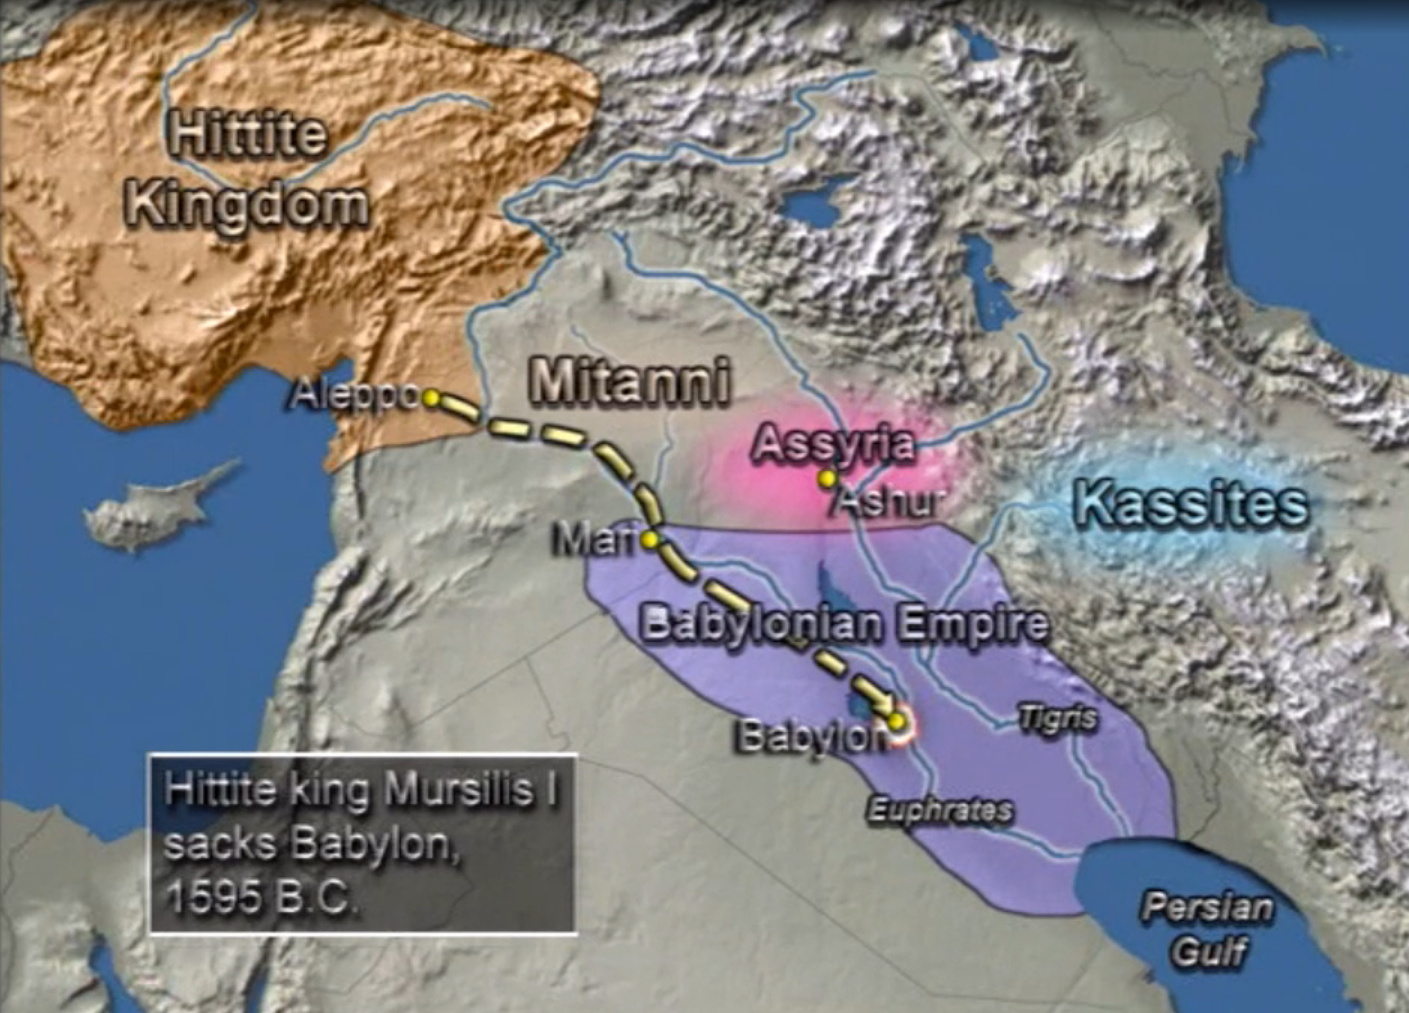 Hittite
Kingdom
Aleppo
Mitanni
Assyria
Ashur
Kassites
Mari
Babylonian Empire
Babylon
Tigris
Euphrates
Hittite king Mursilis I
sacks Babylon,
1595 B.C.
Persian
Gulf